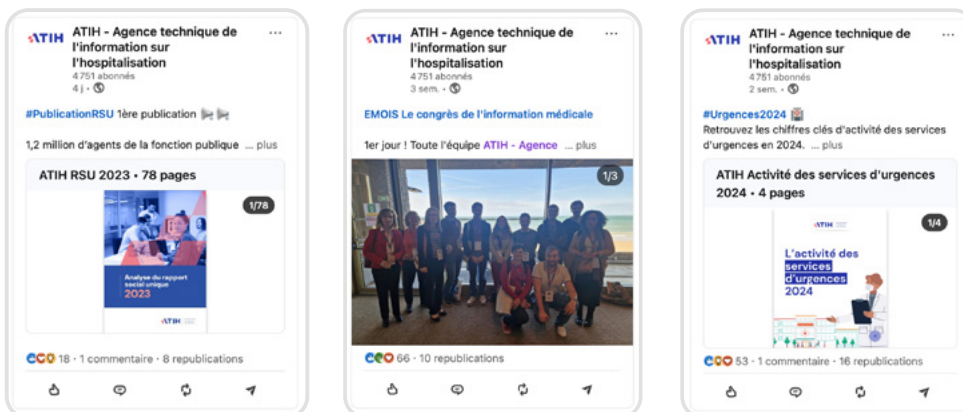 ATIH
ATIH - Agence technique de
l'information sur
l'hospitalisation
4 751 abonnés
4 j •
#PublicationRSU 1ère publication
1,2 million d'agents de la fonction publique ... plus
ATIH RSU 2023 • 78 pages
1/78
Analyse du rapport
social unique
2023
ATIH
18 · 1 commentaire · 8 republications
ATIH
ATIH - Agence technique de
l'information sur
l'hospitalisation
4 751 abonnés
3 sem. •
EMOIS Le congrès de l'information médicale
1er jour ! Toute l'équipe ATIH - Agence ... plus
1/3
66 · 10 republications
ATIH
ATIH - Agence technique de
l'information sur
l'hospitalisation
4 751 abonnés
2 sem. •
#Urgences2024
Retrouvez les chiffres clés d'activité des services
d'urgences en 2024. ... plus
ATIH Activité des services d'urgences
2024 • 4 pages
1/4
ATIH
L'activité des
services
d'urgences
2024
53 · 1 commentaire · 16 republications